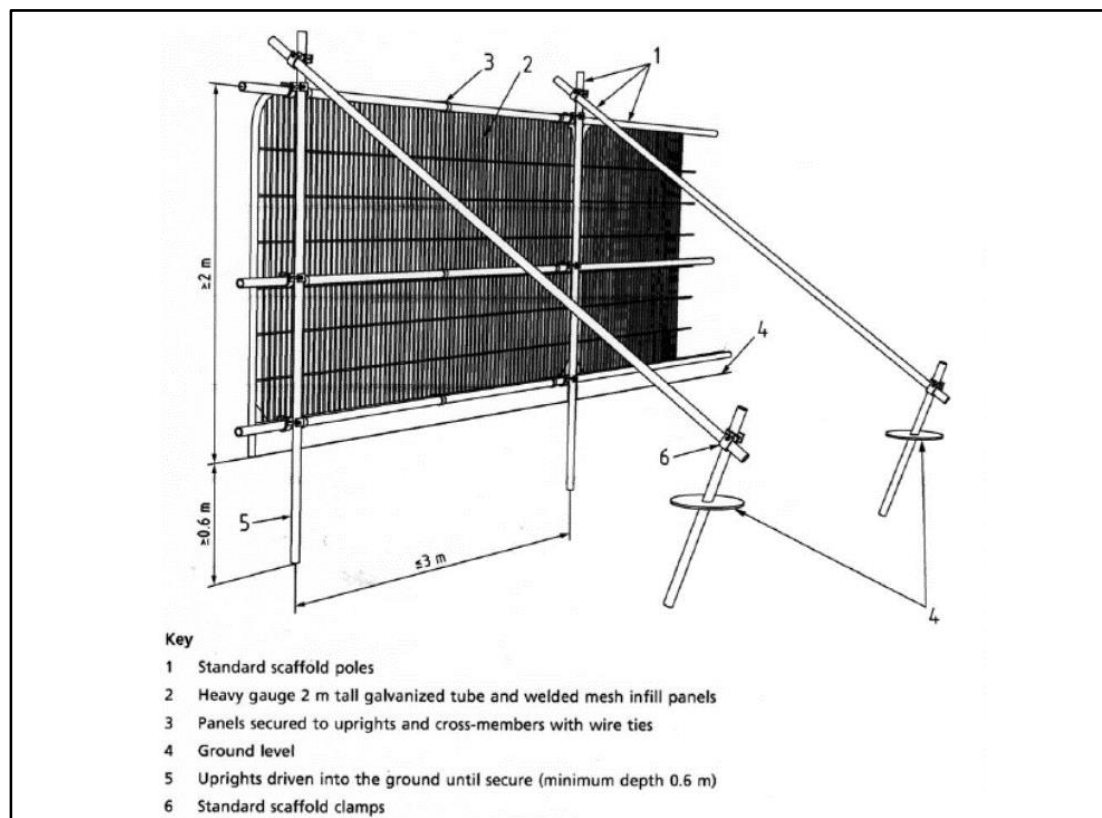 1
3
2
≥2 m
4
6
5
≥0.6 m
≤3 m
4
Key
1 Standard scaffold poles
2 Heavy gauge 2 m tall galvanized tube and welded mesh infill panels
3 Panels secured to uprights and cross-members with wire ties
4 Ground level
5 Uprights driven into the ground until secure (minimum depth 0.6 m)
6 Standard scaffold clamps